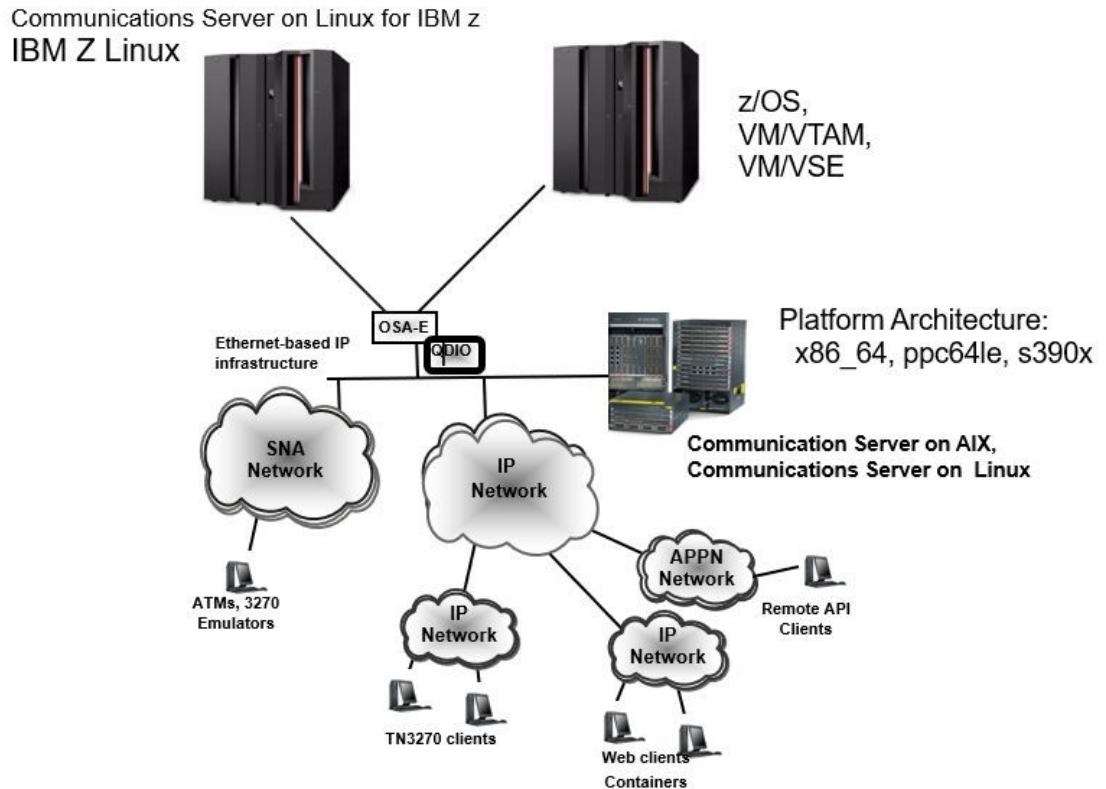 Communications Server on Linux for IBM z
IBM Z Linux
z/OS,
VM/VTAM,
VM/VSE
OSA-E
QDIO
Ethernet-based IP
infrastructure
Platform Architecture:
x86_64, ppc64le, s390x
Communication Server on AIX,
Communications Server on Linux
SNA
Network
IP
Network
APPN
Network
ATMs, 3270
Emulators
IP
Network
IP
Network
Remote API
Clients
TN3270 clients
Web clients
Containers